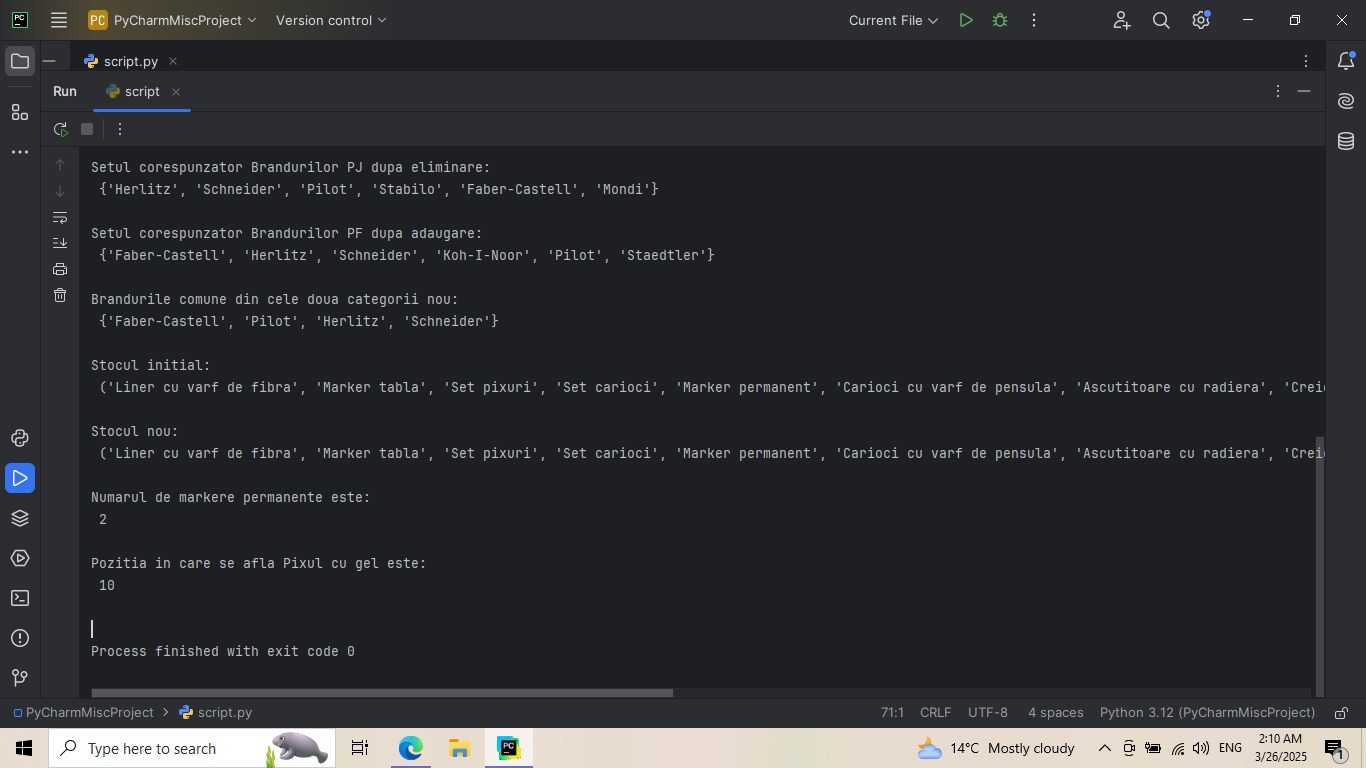 PC
PC PyCharmMiscProject Version control Current File
script.py
Run script
Setul corespunzator Brandurilor PJ dupa eliminare:
{'Herlitz', 'Schneider', 'Pilot', 'Stabilo', 'Faber-Castell', 'Mondi'}
Setul corespunzator Brandurilor PF dupa adaugare:
{'Faber-Castell', 'Herlitz', 'Schneider', 'Koh-I-Noor', 'Pilot', 'Staedtler'}
Brandurile comune din cele doua categorii nou:
{'Faber-Castell', 'Pilot', 'Herlitz', 'Schneider'}
Stocul initial:
('Liner cu varf de fibra', 'Marker tabla', 'Set pixuri', 'Set carioci', 'Marker permanent', 'Carioci cu varf de pensula', 'Ascutitoare cu radiera', 'Crei
Stocul nou:
('Liner cu varf de fibra', 'Marker tabla', 'Set pixuri', 'Set carioci', 'Marker permanent', 'Carioci cu varf de pensula', 'Ascutitoare cu radiera', 'Crei
Numarul de markere permanente este:
2
Pozitia in care se afla Pixul cu gel este:
10
Process finished with exit code 0
PyCharmMiscProject > script.py 71:1 CRLF UTF-8 4 spaces Python 3.12 (PyCharmMiscProject)
Type here to search PC 14°C Mostly cloudy ENG 2:10 AM
3/26/2025 1